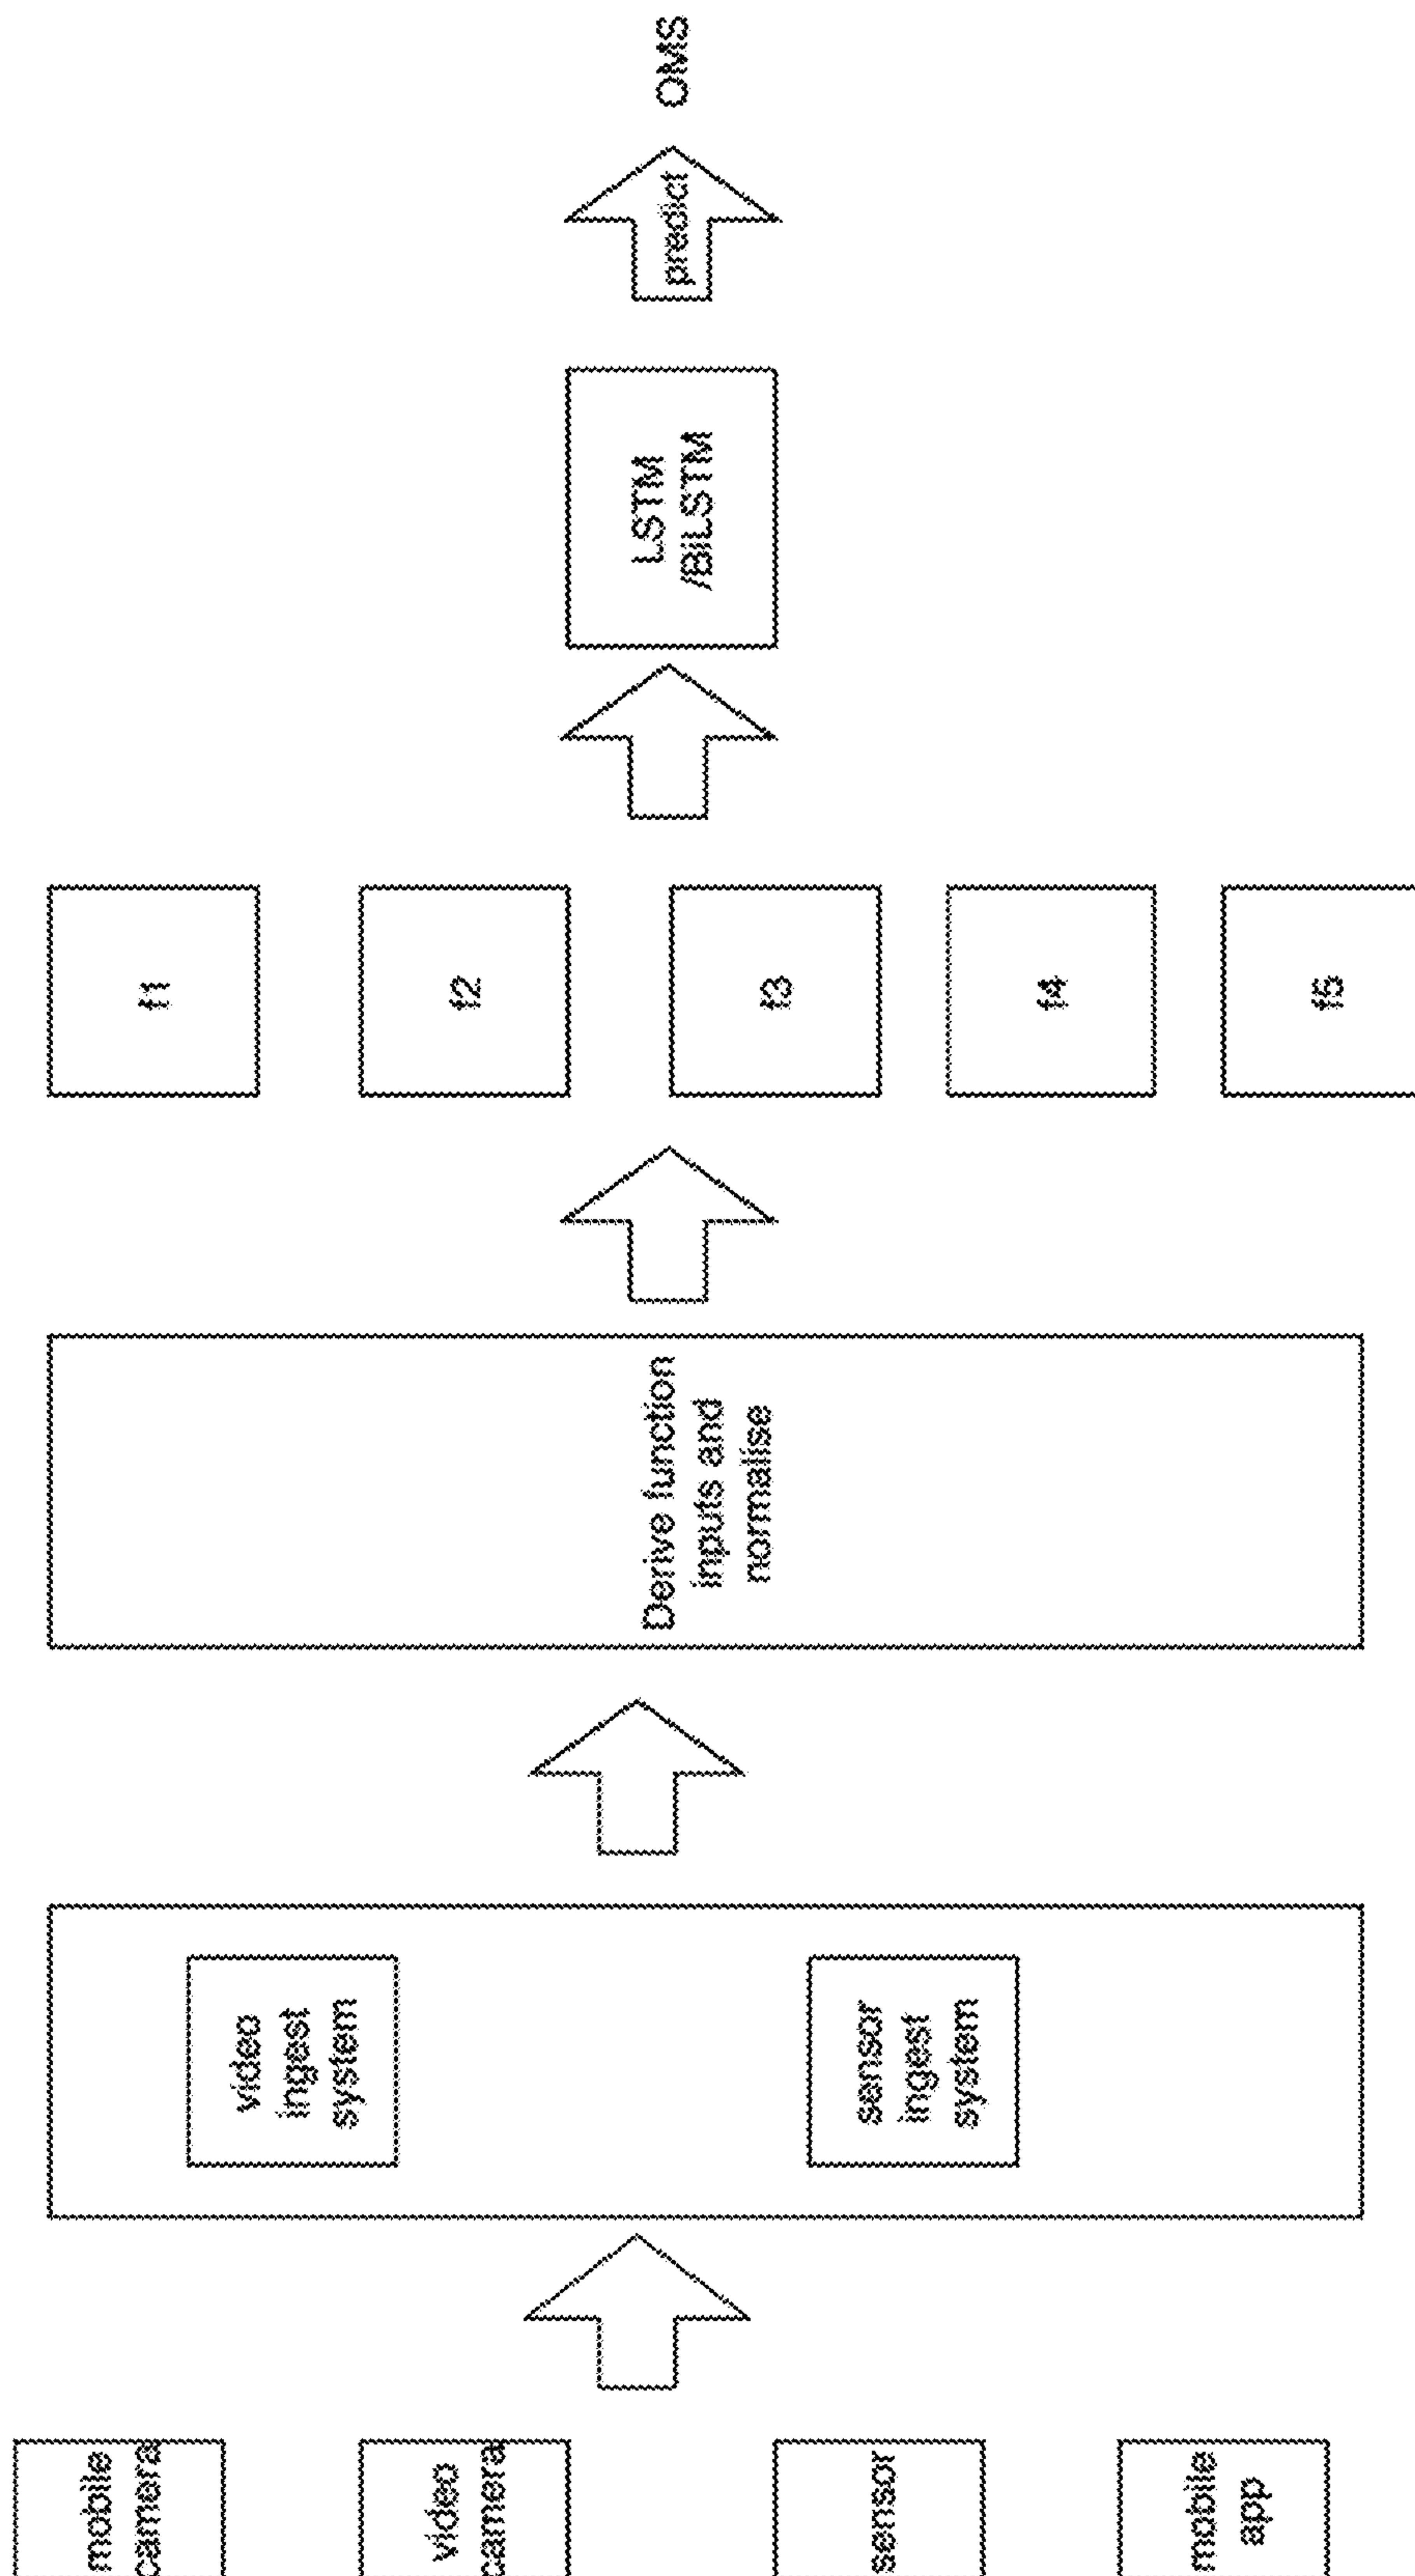 mobile
camera
video
camera
sensor
mobile
app
video
ingest
system
sensor
ingest
system
Derive function
inputs and
normalise
f1
f2
f3
f4
f5
LSTM
/BiLSTM
predict
OMS